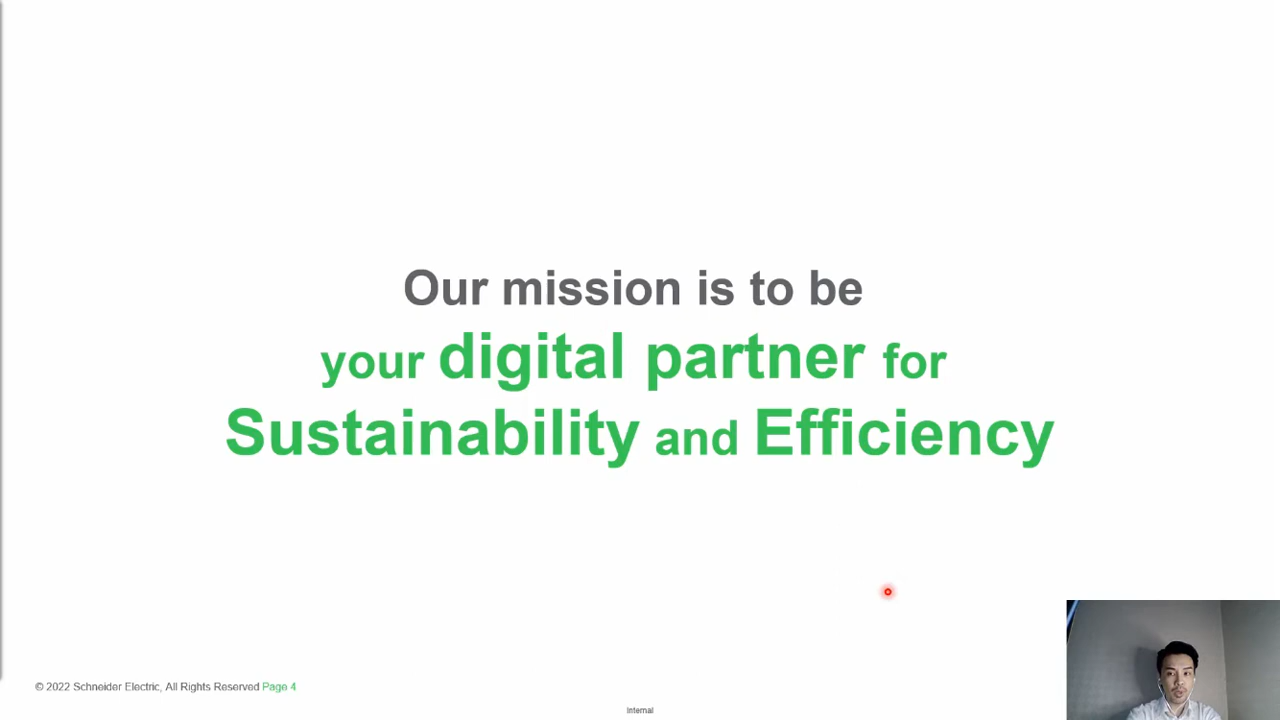 Our mission is to be
your digital partner for
Sustainability and Efficiency
© 2022 Schneider Electric, All Rights Reserved Page 4
Internal